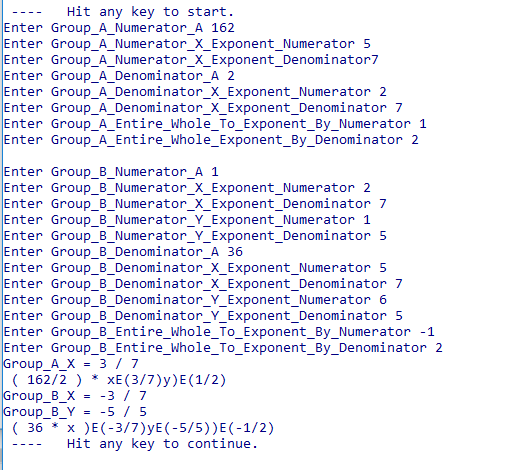 ----   Hit any key to start.
Enter Group_A_Numerator_A 162
Enter Group_A_Numerator_X_Exponent_Numerator 5
Enter Group_A_Numerator_X_Exponent_Denominator7
Enter Group_A_Denominator_A 2
Enter Group_A_Denominator_X_Exponent_Numerator 2
Enter Group_A_Denominator_X_Exponent_Denominator 7
Enter Group_A_Entire_Whole_To_Exponent_By_Numerator 1
Enter Group_A_Entire_Whole_Exponent_By_Denominator 2

Enter Group_B_Numerator_A 1
Enter Group_B_Numerator_X_Exponent_Numerator 2
Enter Group_B_Numerator_X_Exponent_Denominator 7
Enter Group_B_Numerator_Y_Exponent_Numerator 1
Enter Group_B_Numerator_Y_Exponent_Denominator 5
Enter Group_B_Denominator_A 36
Enter Group_B_Denominator_X_Exponent_Numerator 5
Enter Group_B_Denominator_X_Exponent_Denominator 7
Enter Group_B_Denominator_Y_Exponent_Numerator 6
Enter Group_B_Denominator_Y_Exponent_Denominator 5
Enter Group_B_Entire_Whole_To_Exponent_By_Numerator -1
Enter Group_B_Entire_Whole_To_Exponent_By_Denominator 2
Group_A_X = 3 / 7
( 162/2 ) * xE(3/7)y)E(1/2)
Group_B_X = -3 / 7
Group_B_Y = -5 / 5
( 36 * x )E(-3/7)yE(-5/5))E(-1/2)
----   Hit any key to continue.